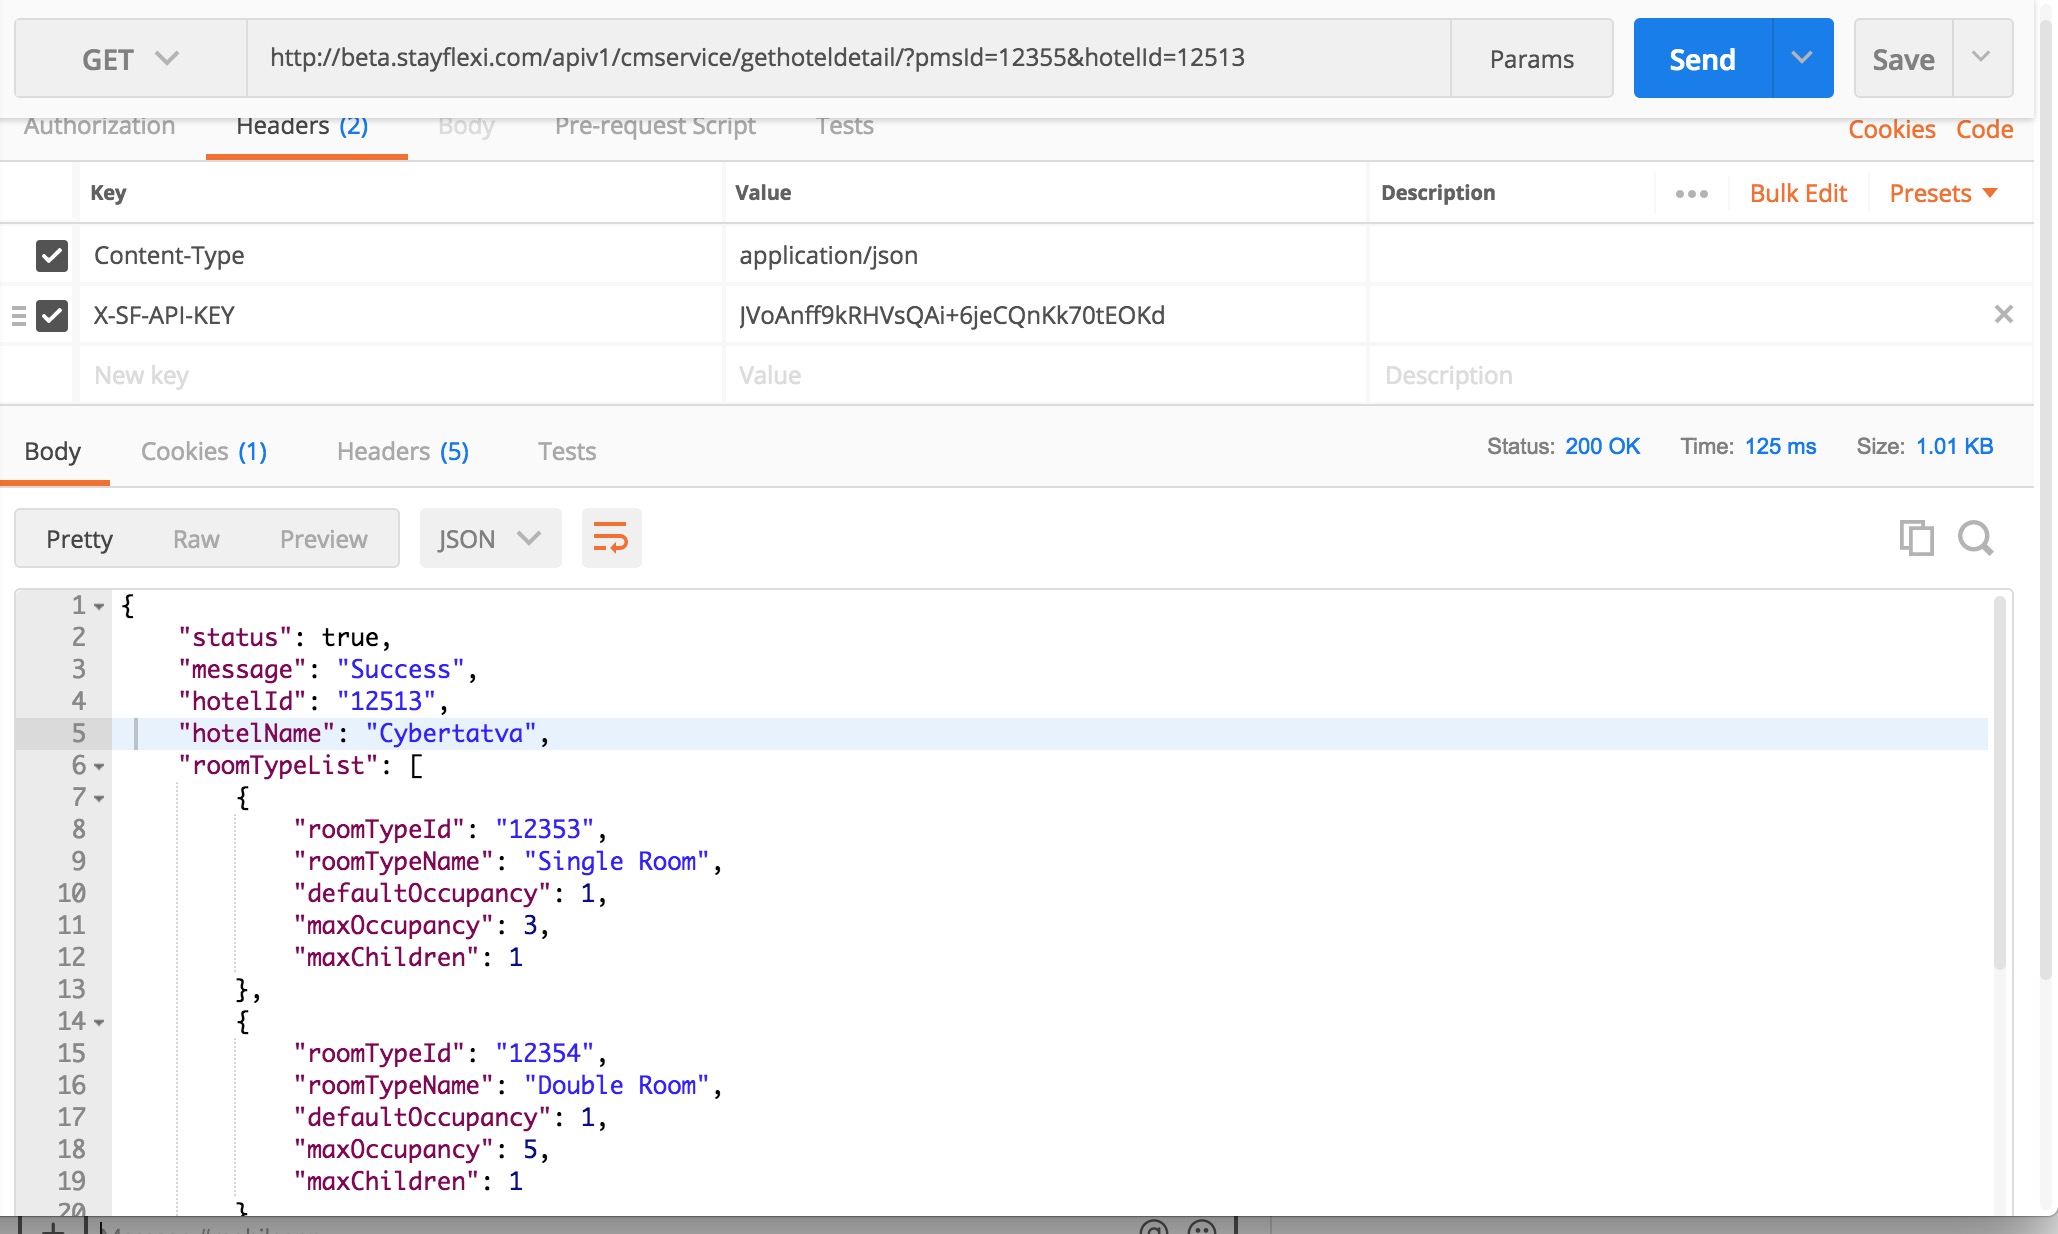 GET http://beta.stayflexi.com/apiv1/cmservice/gethoteldetail/?pmsId=12355&hotelId=12513 Params Send Save
Authorization Headers (2) Body Pre-request Script Tests Cookies Code
Key Value Description ••• Bulk Edit Presets
Content-Type application/json
X-SF-API-KEY JVoAnff9kRHVsQAi+6jeCQnKk70tEOKd
New key Value Description
Body Cookies (1) Headers (5) Tests Status: 200 OK Time: 125 ms Size: 1.01 KB
Pretty Raw Preview JSON
1 {
2 "status": true,
3 "message": "Success",
4 "hotelId": "12513",
5 "hotelName": "Cybertatva",
6 "roomTypeList": [
7 {
8 "roomTypeId": "12353",
9 "roomTypeName": "Single Room",
10 "defaultOccupancy": 1,
11 "maxOccupancy": 3,
12 "maxChildren": 1
13 },
14 {
15 "roomTypeId": "12354",
16 "roomTypeName": "Double Room",
17 "defaultOccupancy": 1,
18 "maxOccupancy": 5,
19 "maxChildren": 1
20 }